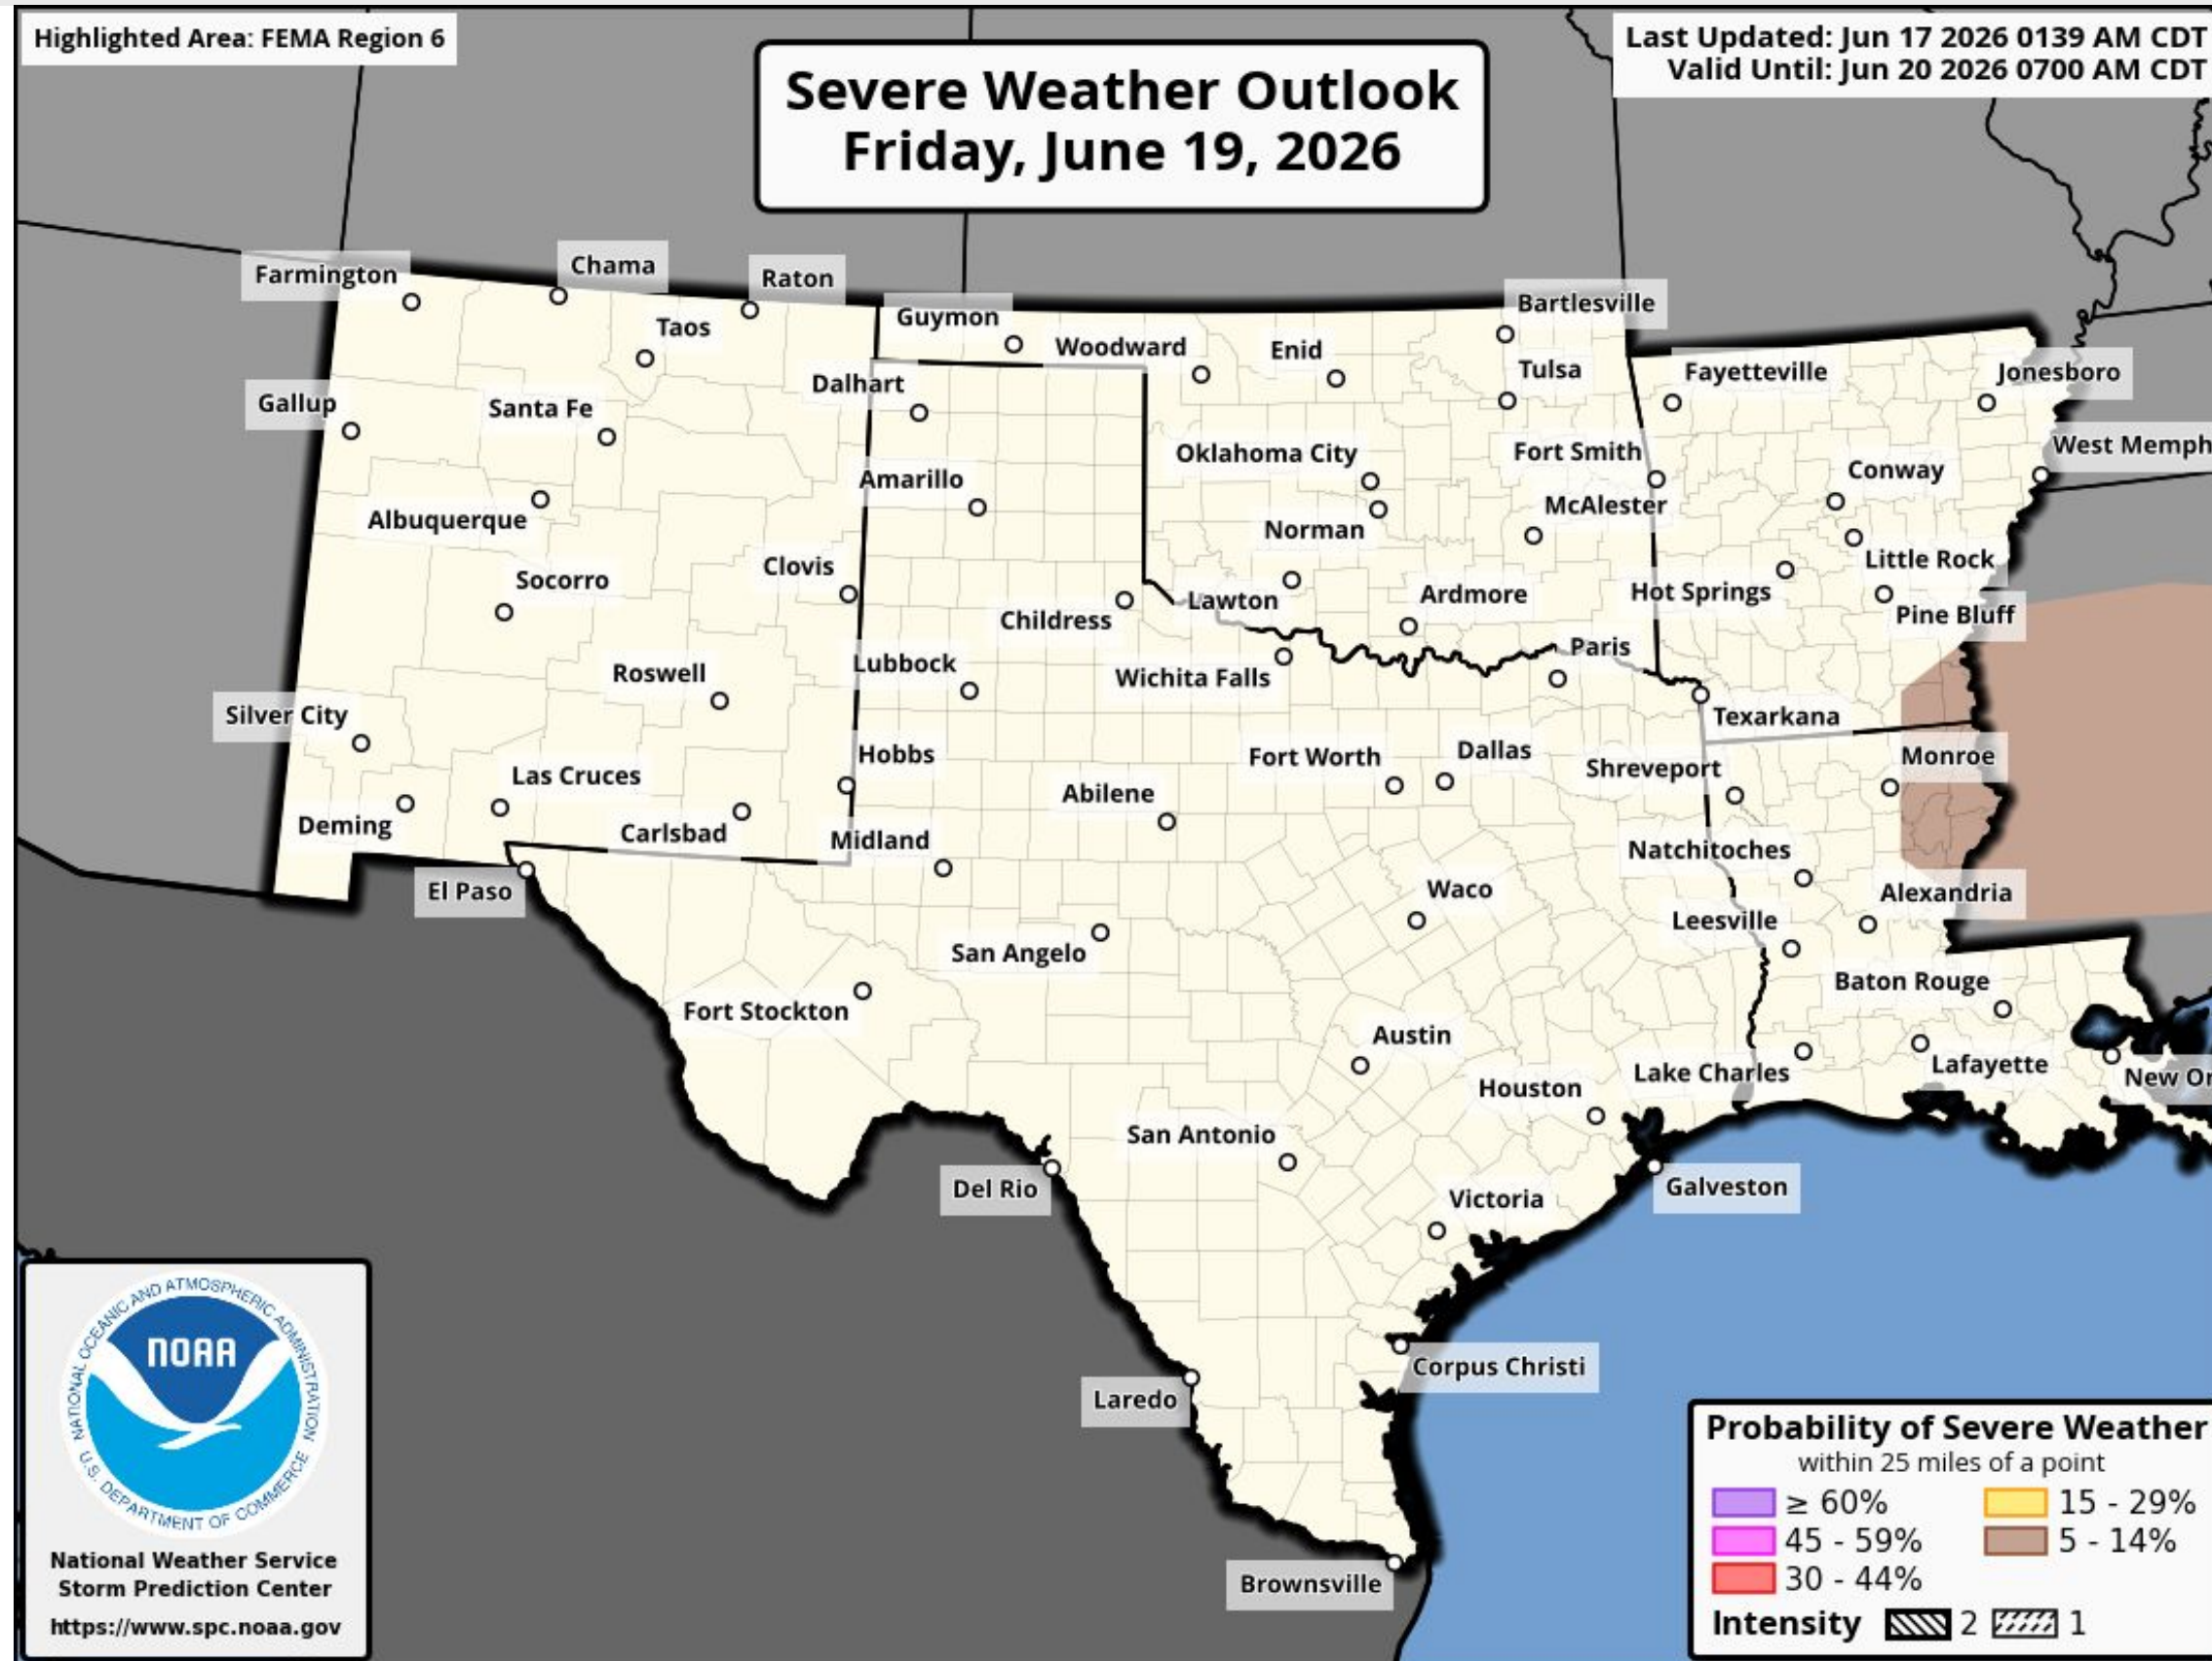 Highlighted Area: FEMA Region 6
Last Updated: Jun 17 2026 0139 AM CDT
Valid Until: Jun 20 2026 0700 AM CDT
Severe Weather Outlook
Friday, June 19, 2026
Farmington
Chama
Raton
Taos
Guymon
Woodward
Enid
Bartlesville
Tulsa
Fayetteville
Jonesboro
Gallup
Santa Fe
Dalhart
Oklahoma City
Fort Smith
West Memph
Conway
Amarillo
McAlester
Albuquerque
Norman
Little Rock
Clovis
Socorro
Lawton
Ardmore
Hot Springs
Pine Bluff
Childress
Paris
Roswell
Lubbock
Wichita Falls
Silver City
Texarkana
Hobbs
Fort Worth
Dallas
Shreveport
Monroe
Las Cruces
Abilene
Deming
Carlsbad
Midland
Natchitoches
El Paso
Waco
Alexandria
Leesville
San Angelo
Baton Rouge
Fort Stockton
Austin
Lake Charles
Lafayette
New Or
Houston
San Antonio
Del Rio
Galveston
Victoria
Corpus Christi
Laredo
Brownsville
NATIONAL OCEANIC AND ATMOSPHERIC ADMINISTRATION
NOAA
U.S. DEPARTMENT OF COMMERCE
National Weather Service
Storm Prediction Center
https://www.spc.noaa.gov
Probability of Severe Weather
within 25 miles of a point
≥ 60% 15 - 29%
45 - 59% 5 - 14%
30 - 44%
Intensity 2 1